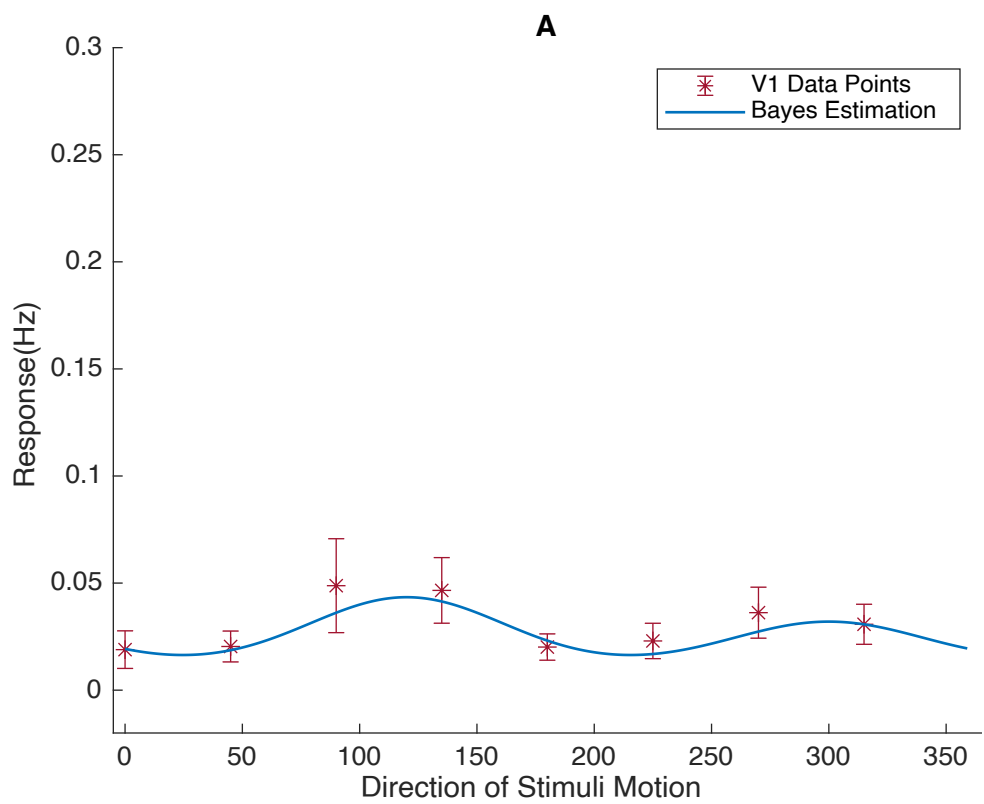 A
0.3
V1 Data Points
Bayes Estimation
0.25
0.2
0.15
0.1
0.05
0
Response(Hz)
0 50 100 150 200 250 300 350
Direction of Stimuli Motion